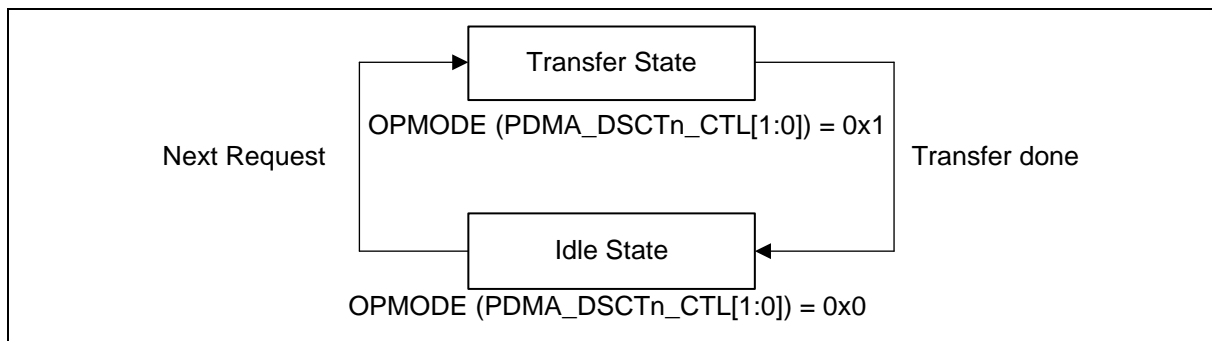 Transfer State
OPMODE (PDMA_DSCTn_CTL[1:0]) = 0x1
Next Request
Transfer done
Idle State
OPMODE (PDMA_DSCTn_CTL[1:0]) = 0x0